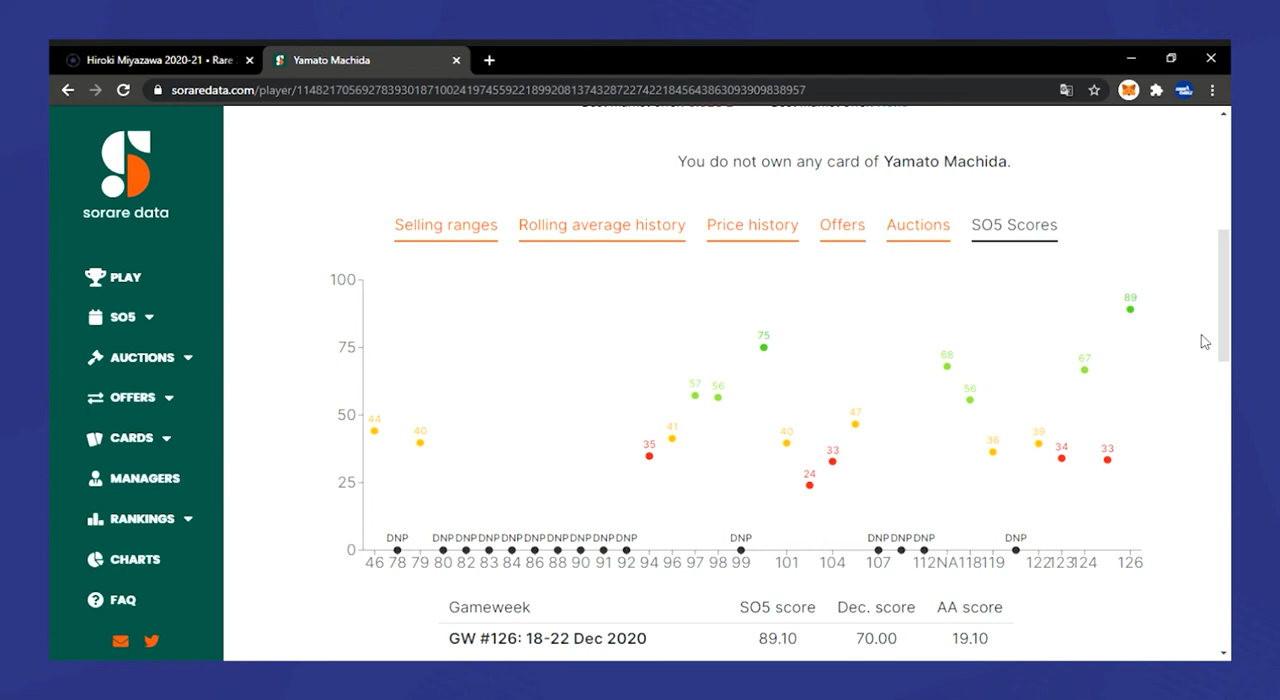 Hiroki Miyazawa 2020-21 • Rare
Yamato Machida
soraredata.com/player/114821705692783930187100241974559221899208137432872274221845643863093909838957
sorare data
PLAY
SO5
AUCTIONS
OFFERS
CARDS
MANAGERS
RANKINGS
CHARTS
FAQ
You do not own any card of Yamato Machida.
Selling ranges Rolling average history Price history Offers Auctions SO5 Scores
100
75
50
25
0
44 40 35 41 57 56 75 40 24 33 47 68 56 36 39 34 67 33 89
DNP DNP DNP DNP DNP DNP DNP DNP DNP DNP DNP DNP DNP DNP
46 78 79 80 82 83 84 86 88 90 91 92 94 96 97 98 99 101 104 107 112 NA 118 119 122 123 124 126
Gameweek SO5 score Dec. score AA score
GW #126: 18-22 Dec 2020 89.10 70.00 19.10